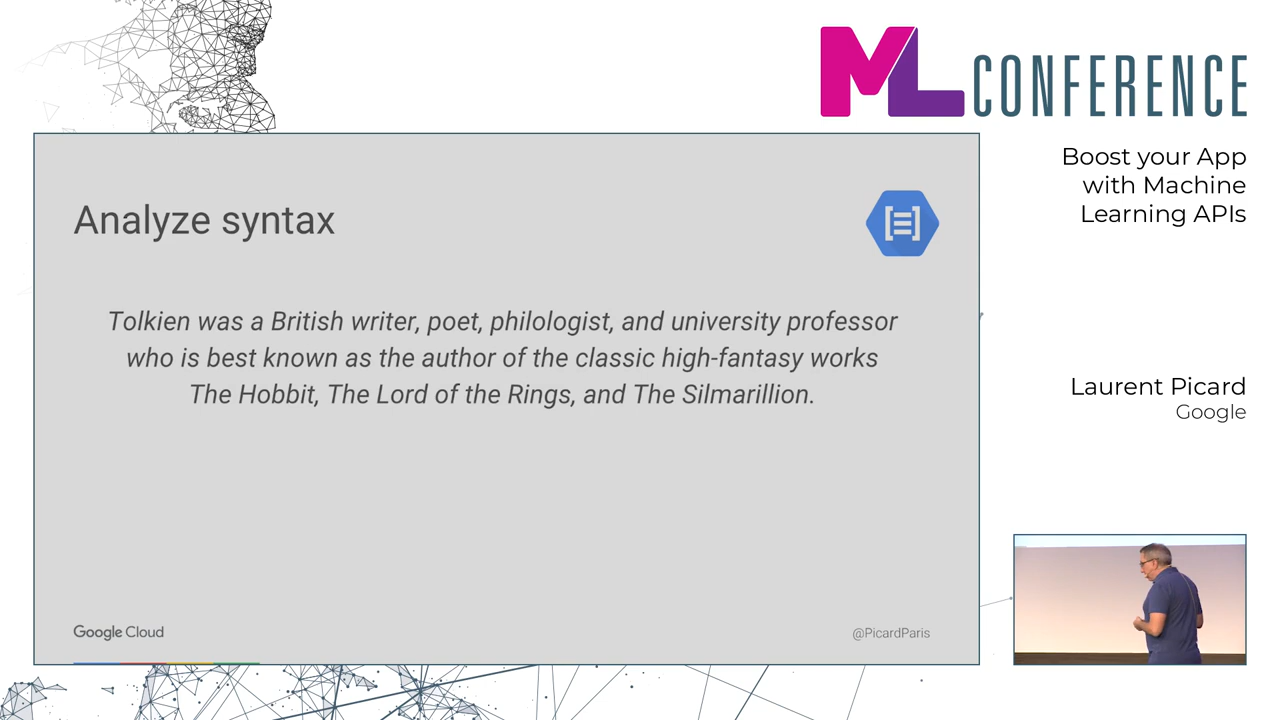 ML CONFERENCE
Boost your App
with Machine
Learning APIs
Analyze syntax
Tolkien was a British writer, poet, philologist, and university professor
who is best known as the author of the classic high-fantasy works
The Hobbit, The Lord of the Rings, and The Silmarillion.
Laurent Picard
Google
Google Cloud
@PicardParis